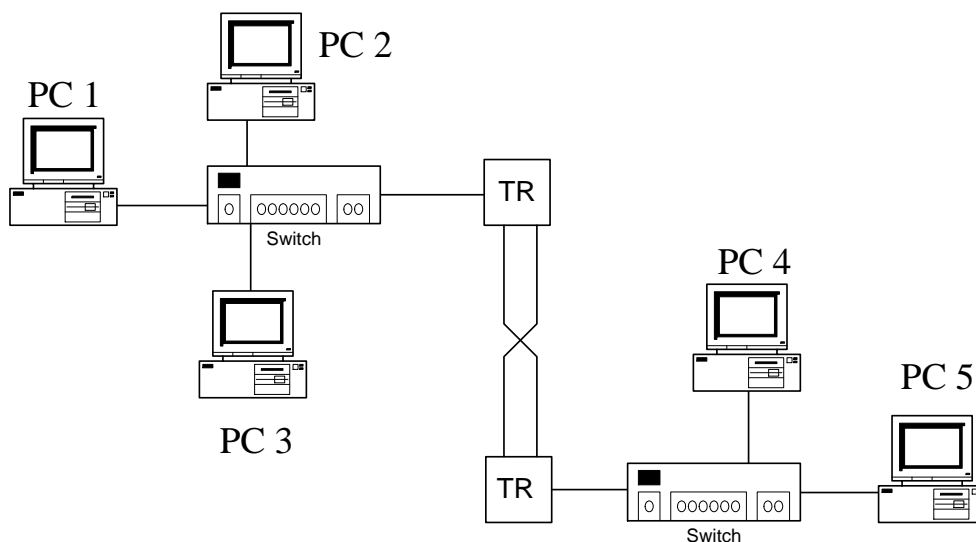 PC 2
PC 1
TR
Switch
PC 4
PC 5
PC 3
TR
Switch